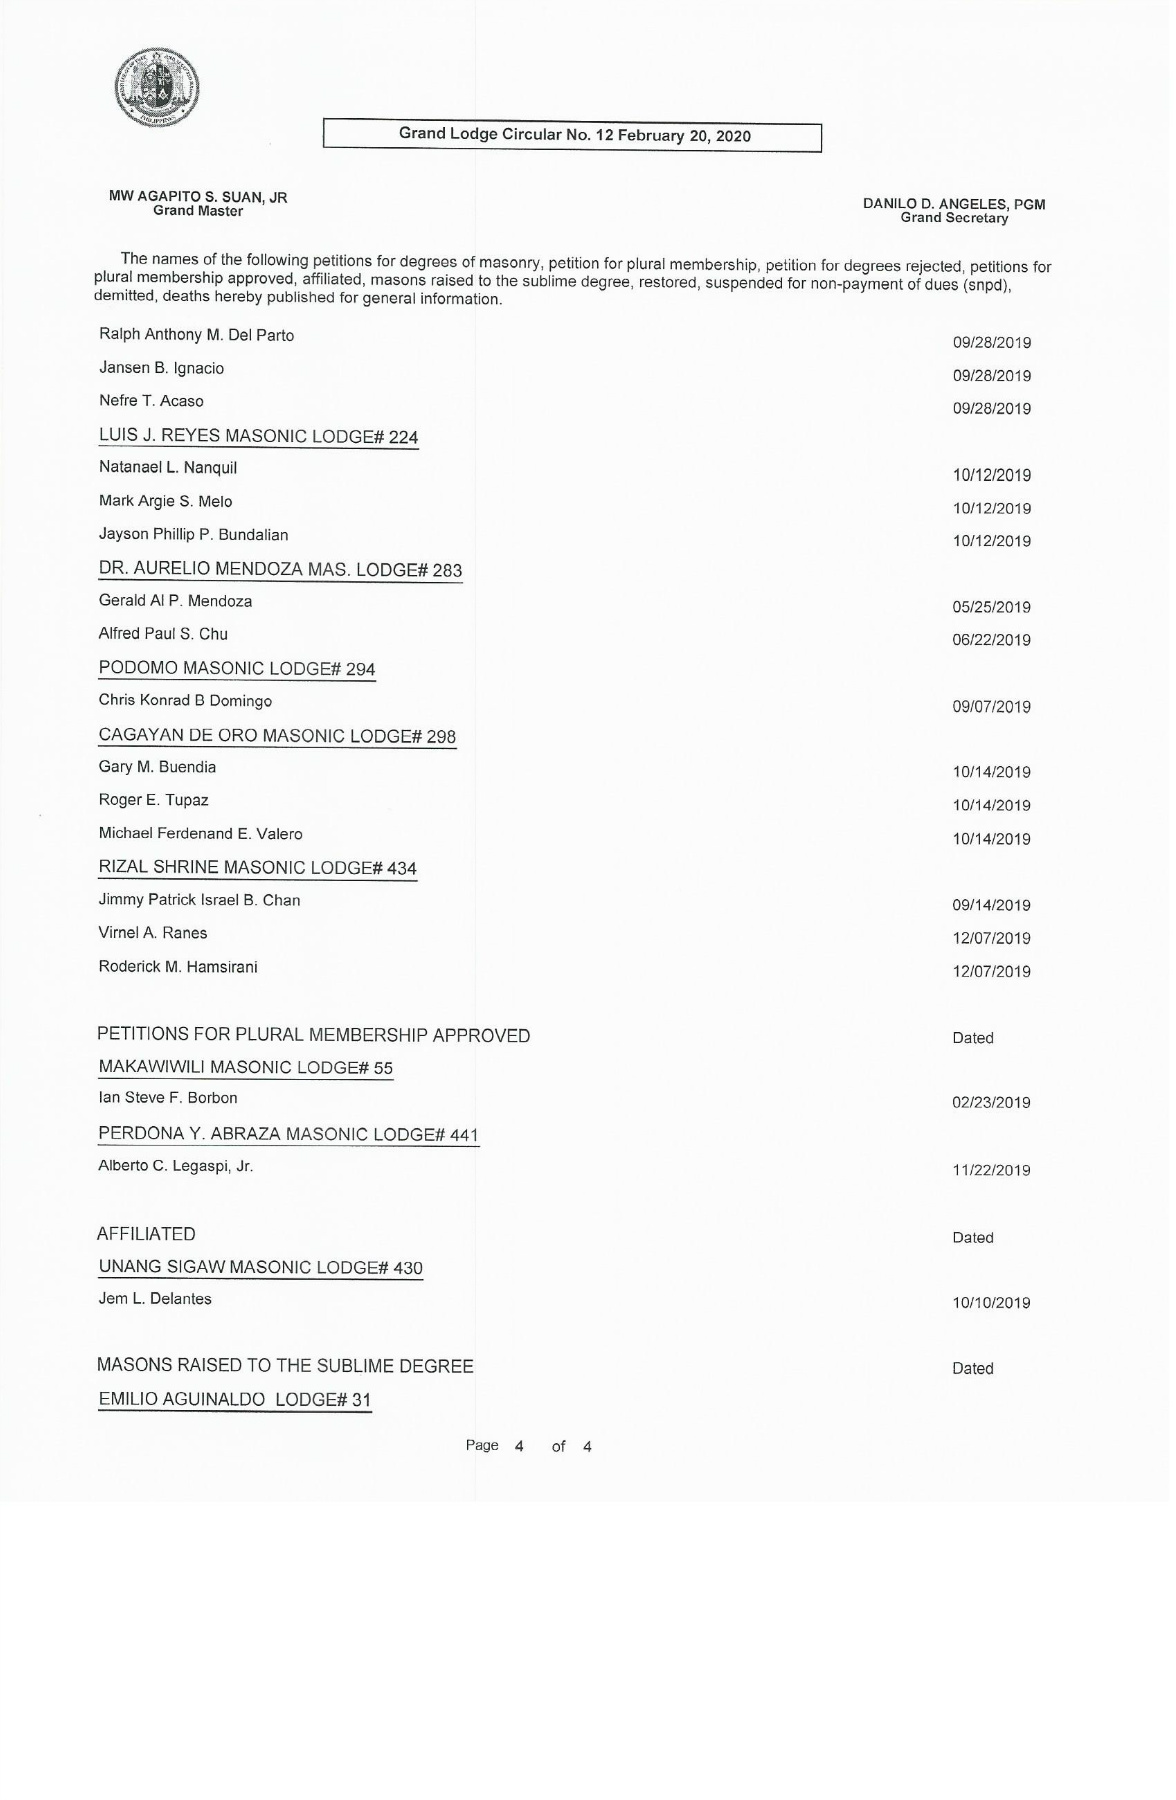 Grand Lodge Circular No. 12 February 20, 2020
MW AGAPITO S. SUAN, JR
Grand Master
DANILO D. ANGELES, PGM
Grand Secretary
The names of the following petitions for degrees of masonry, petition for plural membership, petition for degrees rejected, petitions for
plural membership approved, affiliated, masons raised to the sublime degree, restored, suspended for non-payment of dues (snpd),
demitted, deaths hereby published for general information.
Ralph Anthony M. Del Parto 09/28/2019
Jansen B. Ignacio 09/28/2019
Nefre T. Acaso 09/28/2019
LUIS J. REYES MASONIC LODGE# 224
Natanael L. Nanquil 10/12/2019
Mark Argie S. Melo 10/12/2019
Jayson Phillip P. Bundalian 10/12/2019
DR. AURELIO MENDOZA MAS. LODGE# 283
Gerald Al P. Mendoza 05/25/2019
Alfred Paul S. Chu 06/22/2019
PODOMO MASONIC LODGE# 294
Chris Konrad B Domingo 09/07/2019
CAGAYAN DE ORO MASONIC LODGE# 298
Gary M. Buendia 10/14/2019
Roger E. Tupaz 10/14/2019
Michael Ferdenand E. Valero 10/14/2019
RIZAL SHRINE MASONIC LODGE# 434
Jimmy Patrick Israel B. Chan 09/14/2019
Virnel A. Ranes 12/07/2019
Roderick M. Hamsirani 12/07/2019
PETITIONS FOR PLURAL MEMBERSHIP APPROVED Dated
MAKAWIWILI MASONIC LODGE# 55
Ian Steve F. Borbon 02/23/2019
PERDONA Y. ABRAZA MASONIC LODGE# 441
Alberto C. Legaspi, Jr. 11/22/2019
AFFILIATED Dated
UNANG SIGAW MASONIC LODGE# 430
Jem L. Delantes 10/10/2019
MASONS RAISED TO THE SUBLIME DEGREE Dated
EMILIO AGUINALDO LODGE# 31
Page 4 of 4